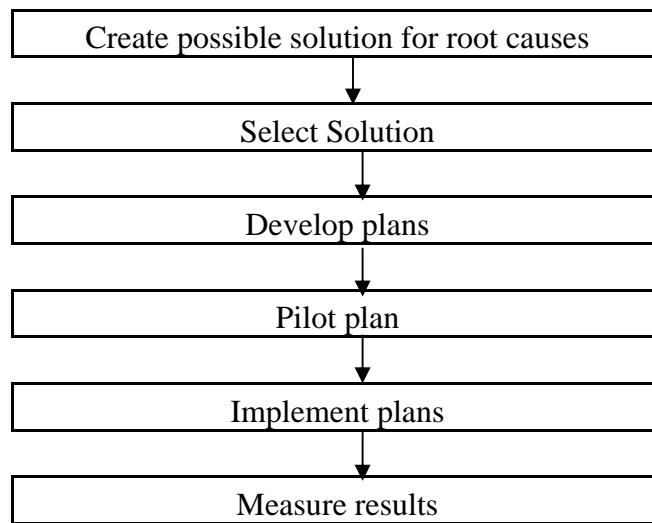 Create possible solution for root causes
Select Solution
Develop plans
Pilot plan
Implement plans
Measure results